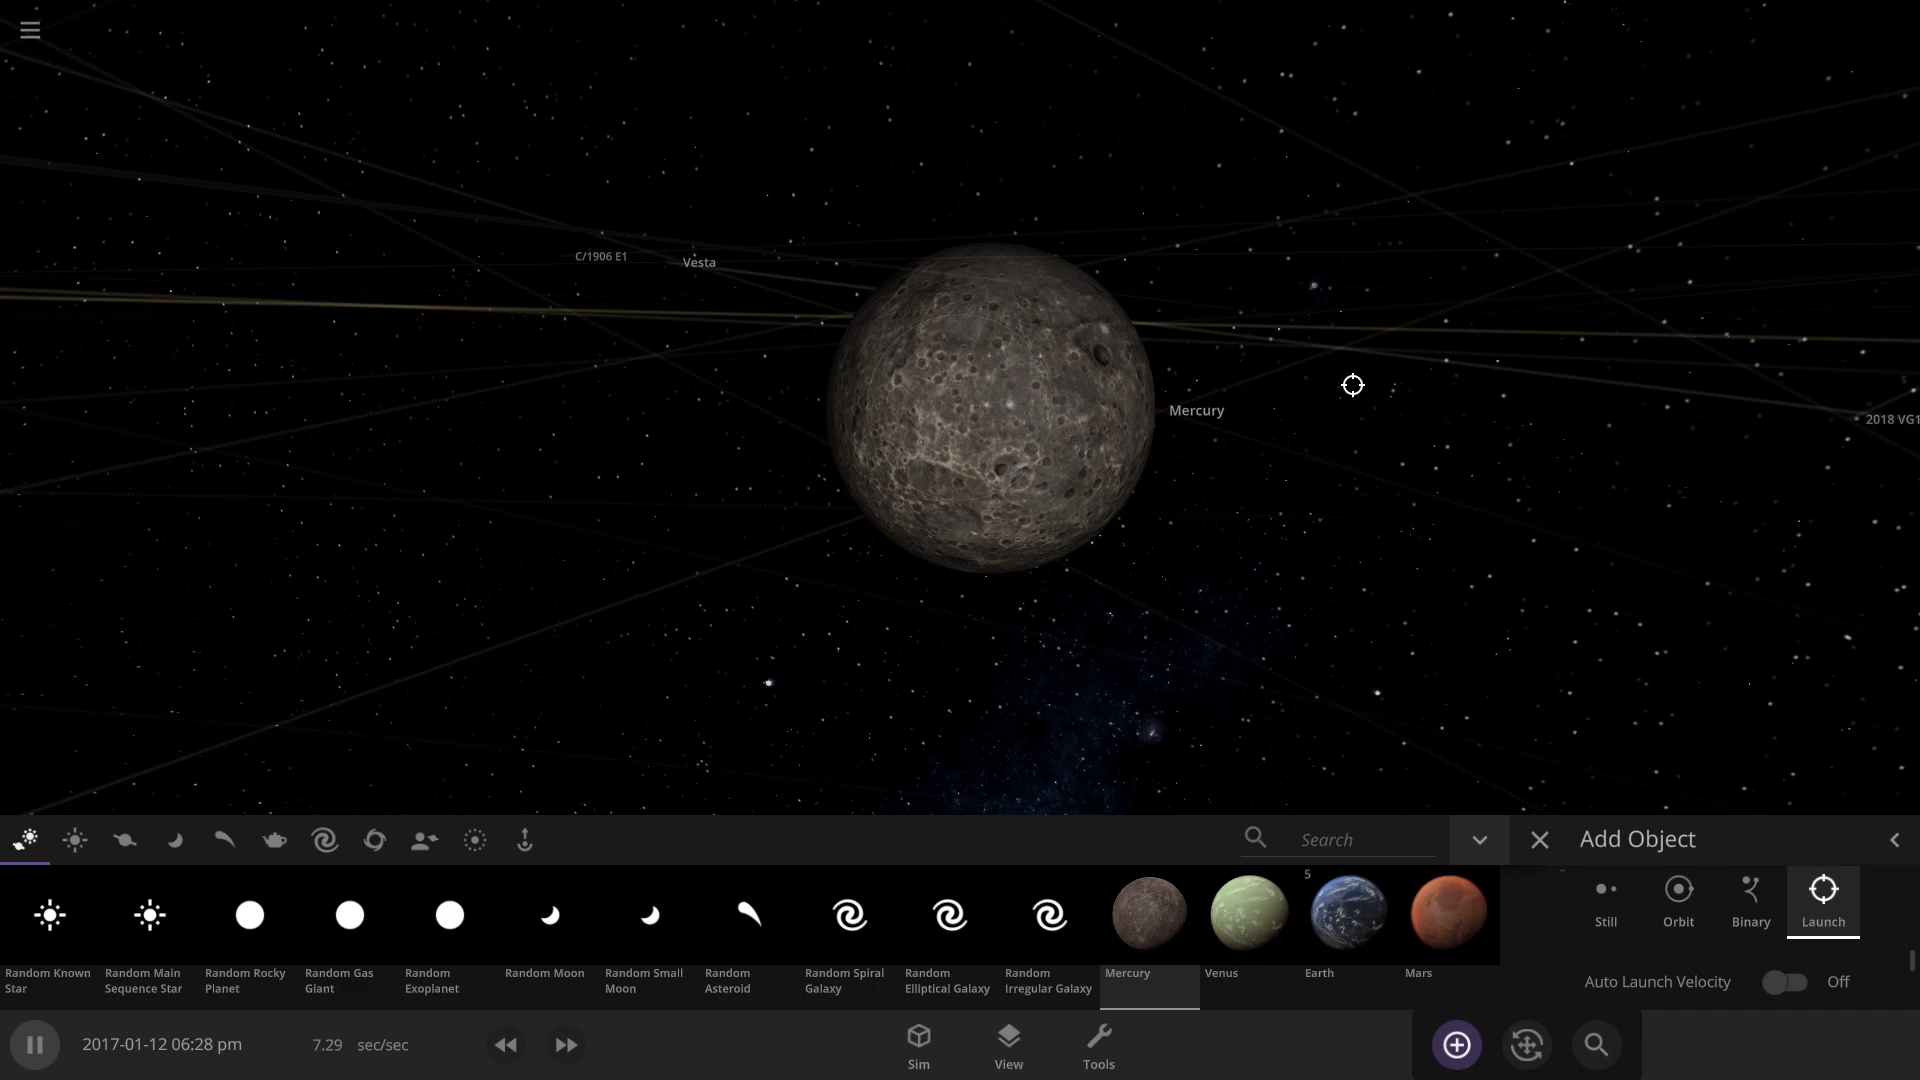 C/1906 E1
Vesta
Mercury
2018 VG1
Search
Add Object
5
Still
Orbit
Binary
Launch
Random Known
Star
Random Main
Sequence Star
Random Rocky
Planet
Random Gas
Giant
Random
Exoplanet
Random Moon
Random Small
Moon
Random
Asteroid
Random Spiral
Galaxy
Random
Elliptical Galaxy
Random
Irregular Galaxy
Mercury
Venus
Earth
Mars
Auto Launch Velocity
Off
2017-01-12 06:28 pm
7.29 sec/sec
Sim
View
Tools